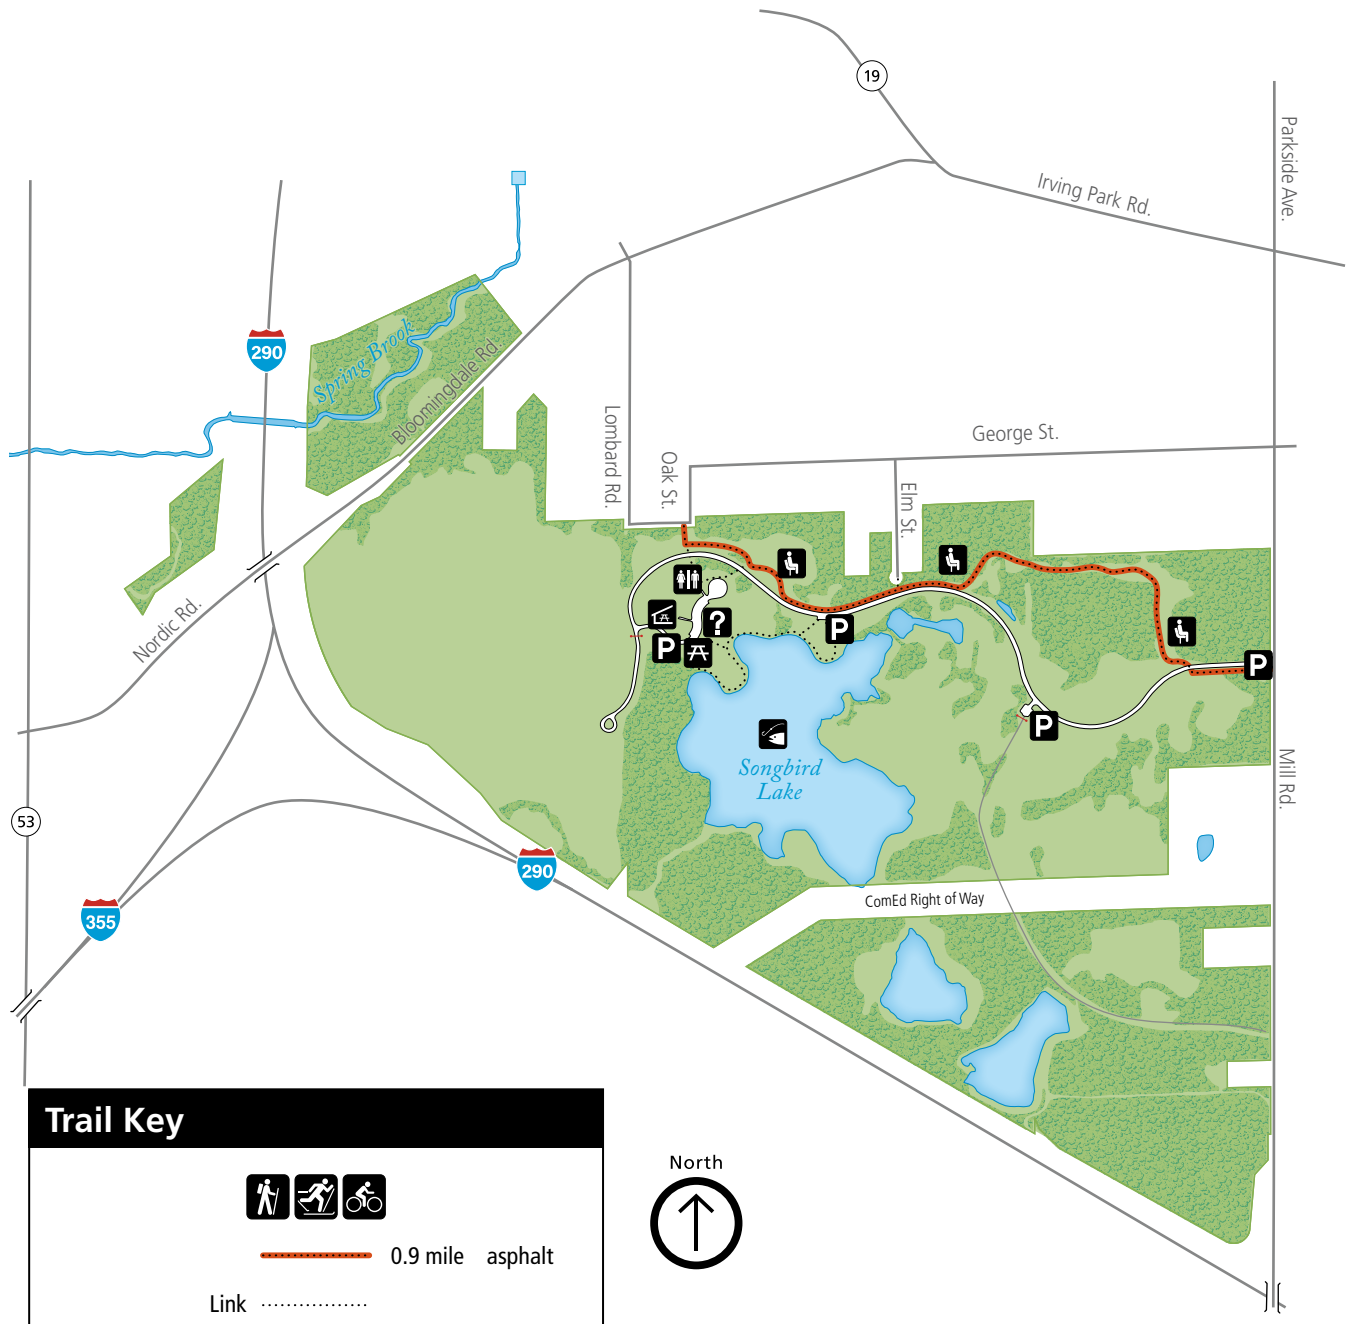 19
Parkside Ave.
Irving Park Rd.
290
Spring Brook
Bloomingdale Rd.
Lombard Rd.
Oak St.
George St.
Elm St.
Nordic Rd.
?
P
P
P
P
Songbird
Lake
Mill Rd.
53
290
355
ComEd Right of Way
Trail Key
North
0.9 mile asphalt
Link